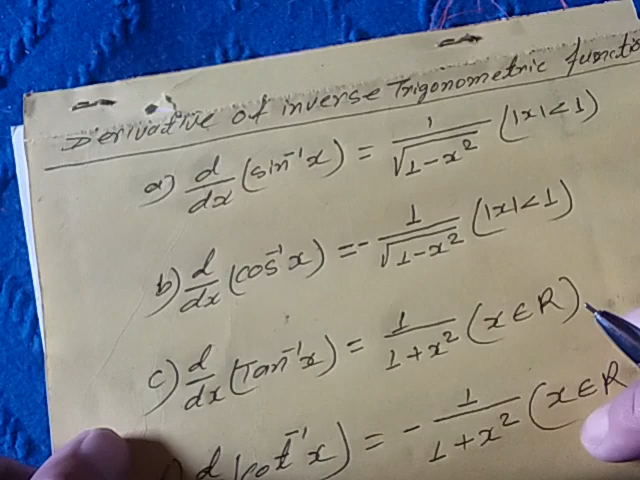 Derivative of inverse Trigonometric functio
a) d/dx (sin⁻¹x) = 1/√(1-x²) (|x|<1)
b) d/dx (cos⁻¹x) = -1/√(1-x²) (|x|<1)
c) d/dx (Tan⁻¹x) = 1/(1+x²) (x∈R)
d/ (cot⁻¹x) = -1/(1+x²) (x∈R